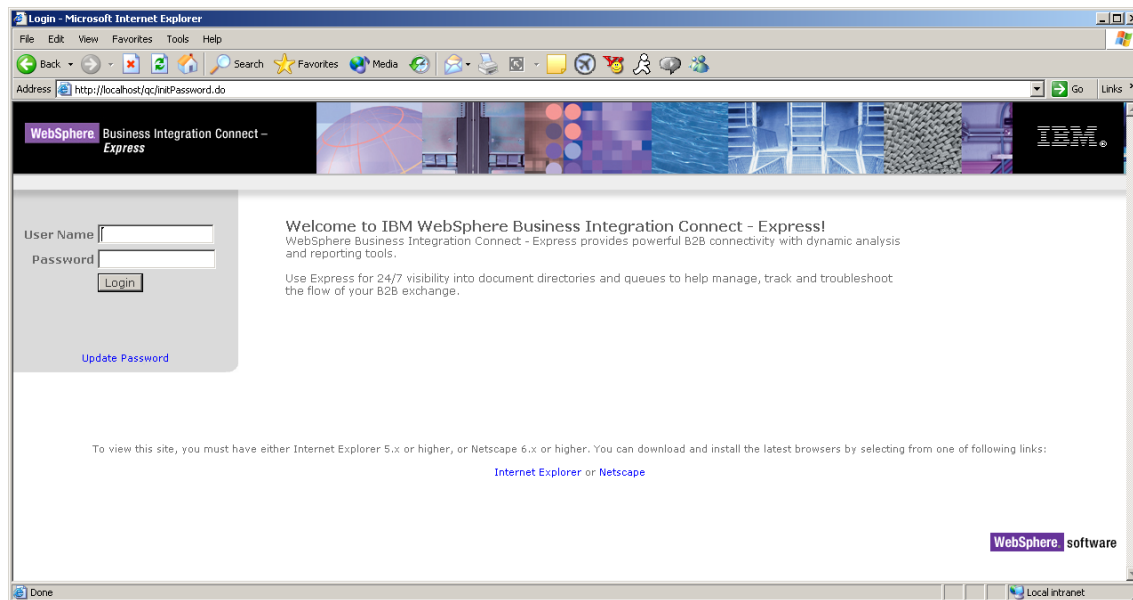 Login - Microsoft Internet Explorer
File Edit View Favorites Tools Help
Back Search Favorites Media
Address http://localhost/qc/initPassword.do Go Links
WebSphere. Business Integration Connect –
Express
IBM®
User Name
Password
Login
Update Password
Welcome to IBM WebSphere Business Integration Connect - Express!
WebSphere Business Integration Connect - Express provides powerful B2B connectivity with dynamic analysis
and reporting tools.
Use Express for 24/7 visibility into document directories and queues to help manage, track and troubleshoot
the flow of your B2B exchange.
To view this site, you must have either Internet Explorer 5.x or higher, or Netscape 6.x or higher. You can download and install the latest browsers by selecting from one of following links:
Internet Explorer or Netscape
WebSphere. software
Done Local intranet